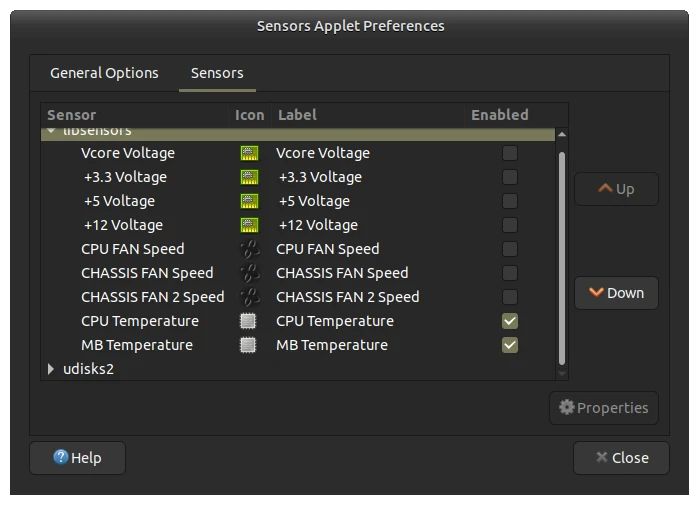 Sensors Applet Preferences
General Options Sensors
Sensor Icon Label Enabled
libsensors
Vcore Voltage Vcore Voltage
+3.3 Voltage +3.3 Voltage
+5 Voltage +5 Voltage
+12 Voltage +12 Voltage
CPU FAN Speed CPU FAN Speed
CHASSIS FAN Speed CHASSIS FAN Speed
CHASSIS FAN 2 Speed CHASSIS FAN 2 Speed
CPU Temperature CPU Temperature
MB Temperature MB Temperature
udisks2
Up
Down
Properties
Help Close